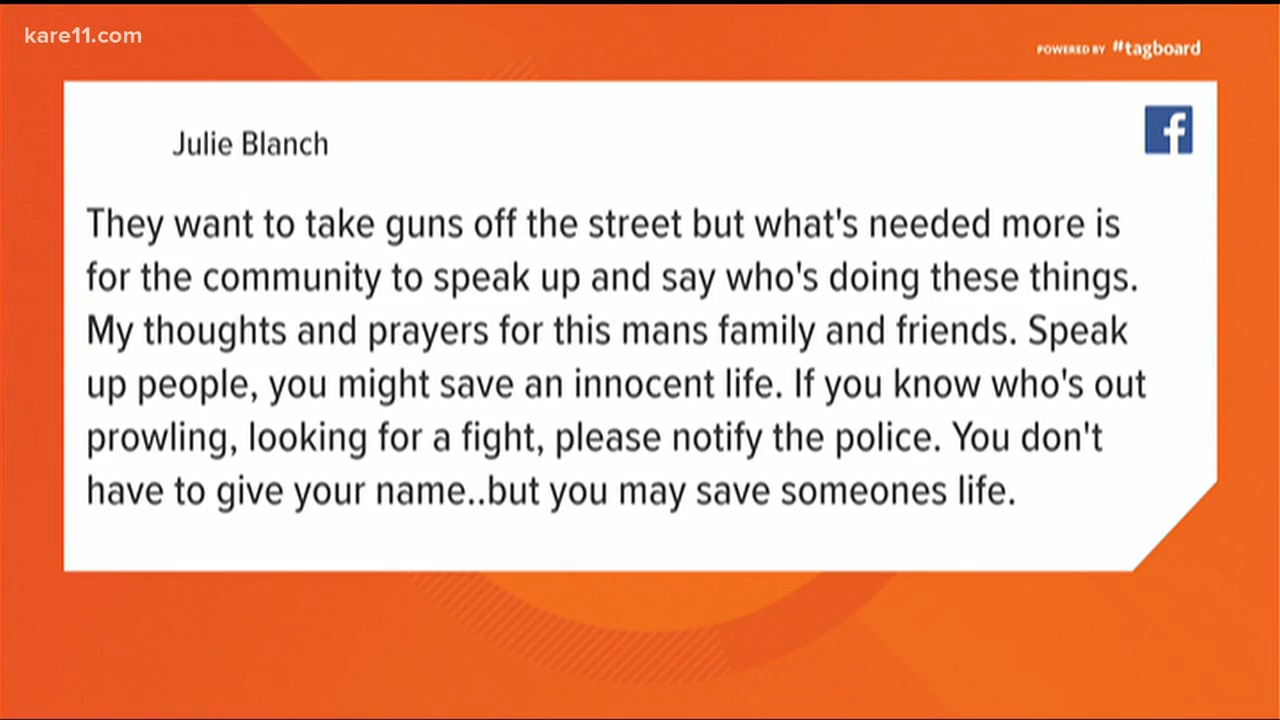 kare11.com
POWERED BY #tagboard
Julie Blanch
They want to take guns off the street but what's needed more is
for the community to speak up and say who's doing these things.
My thoughts and prayers for this mans family and friends. Speak
up people, you might save an innocent life. If you know who's out
prowling, looking for a fight, please notify the police. You don't
have to give your name..but you may save someones life.